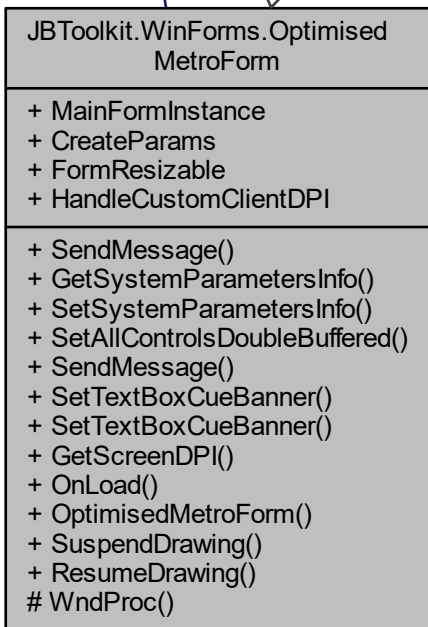 JBToolkit.WinForms.Optimised
MetroForm
+ MainFormInstance
+ CreateParams
+ FormResizable
+ HandleCustomClientDPI
+ SendMessage()
+ GetSystemParametersInfo()
+ SetSystemParametersInfo()
+ SetAllControlsDoubleBuffered()
+ SendMessage()
+ SetTextBoxCueBanner()
+ SetTextBoxCueBanner()
+ GetScreenDPI()
+ OnLoad()
+ OptimisedMetroForm()
+ SuspendDrawing()
+ ResumeDrawing()
# WndProc()